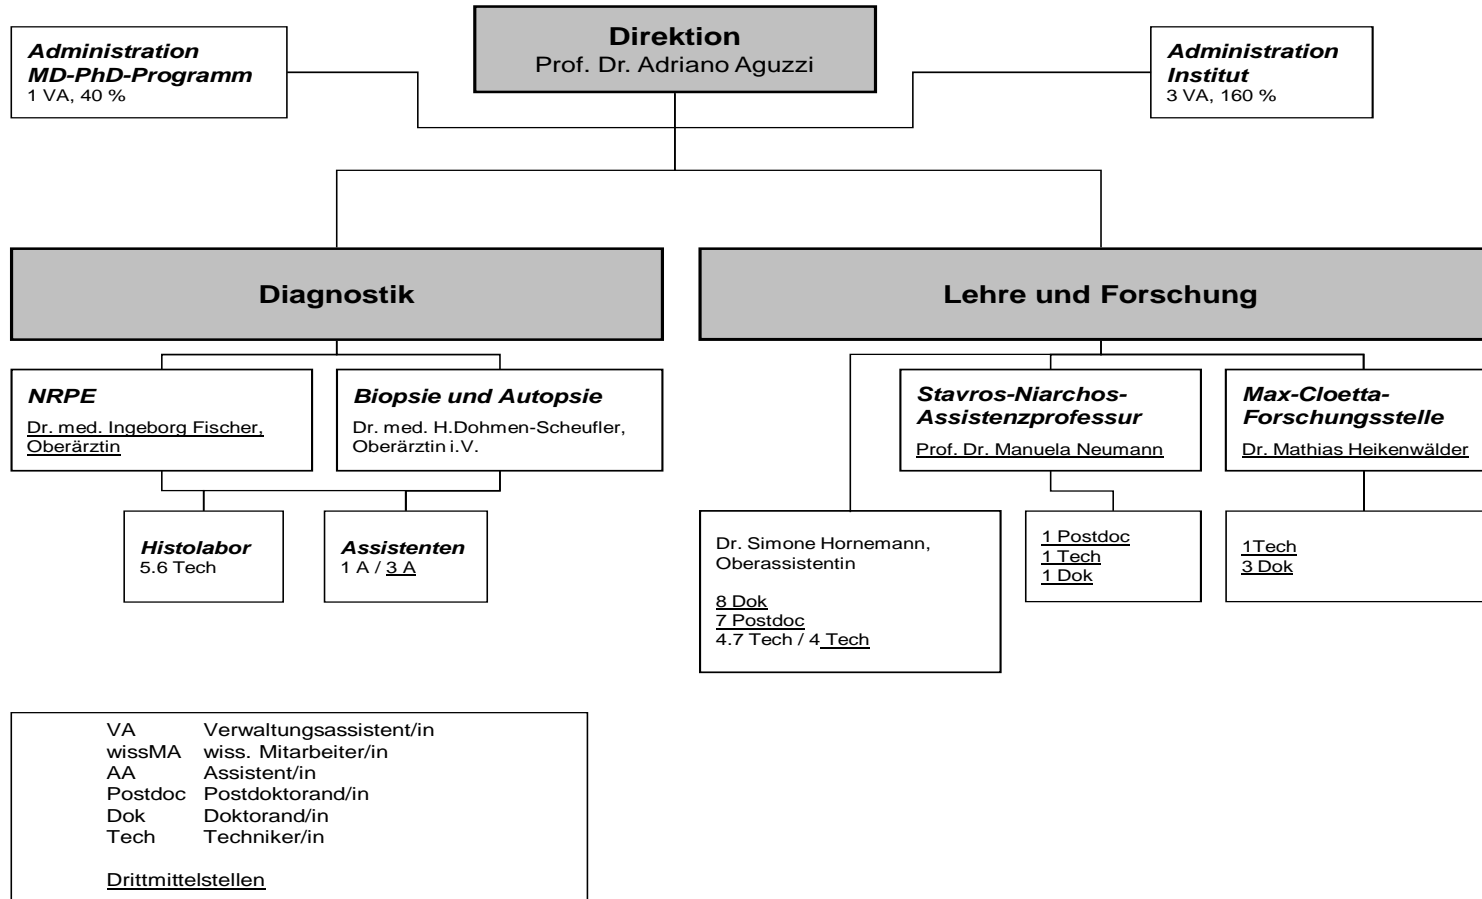 Direktion
Prof. Dr. Adriano Aguzzi
Administration
MD-PhD-Programm
1 VA, 40 %
Administration
Institut
3 VA, 160 %
Diagnostik
Lehre und Forschung
NRPE
Dr. med. Ingeborg Fischer,
Oberärztin
Biopsie und Autopsie
Dr. med. H.Dohmen-Scheufler,
Oberärztin i.V.
Stavros-Niarchos-
Assistenzprofessur
Prof. Dr. Manuela Neumann
Max-Cloetta-
Forschungsstelle
Dr. Mathias Heikenwälder
Histolabor
5.6 Tech
Assistenten
1 A / 3 A
Dr. Simone Hornemann,
Oberassistentin
8 Dok
7 Postdoc
4.7 Tech / 4 Tech
1 Postdoc
1 Tech
1 Dok
1Tech
3 Dok
VA Verwaltungsassistent/in
wissMA wiss. Mitarbeiter/in
AA Assistent/in
Postdoc Postdoktorand/in
Dok Doktorand/in
Tech Techniker/in
Drittmittelstellen